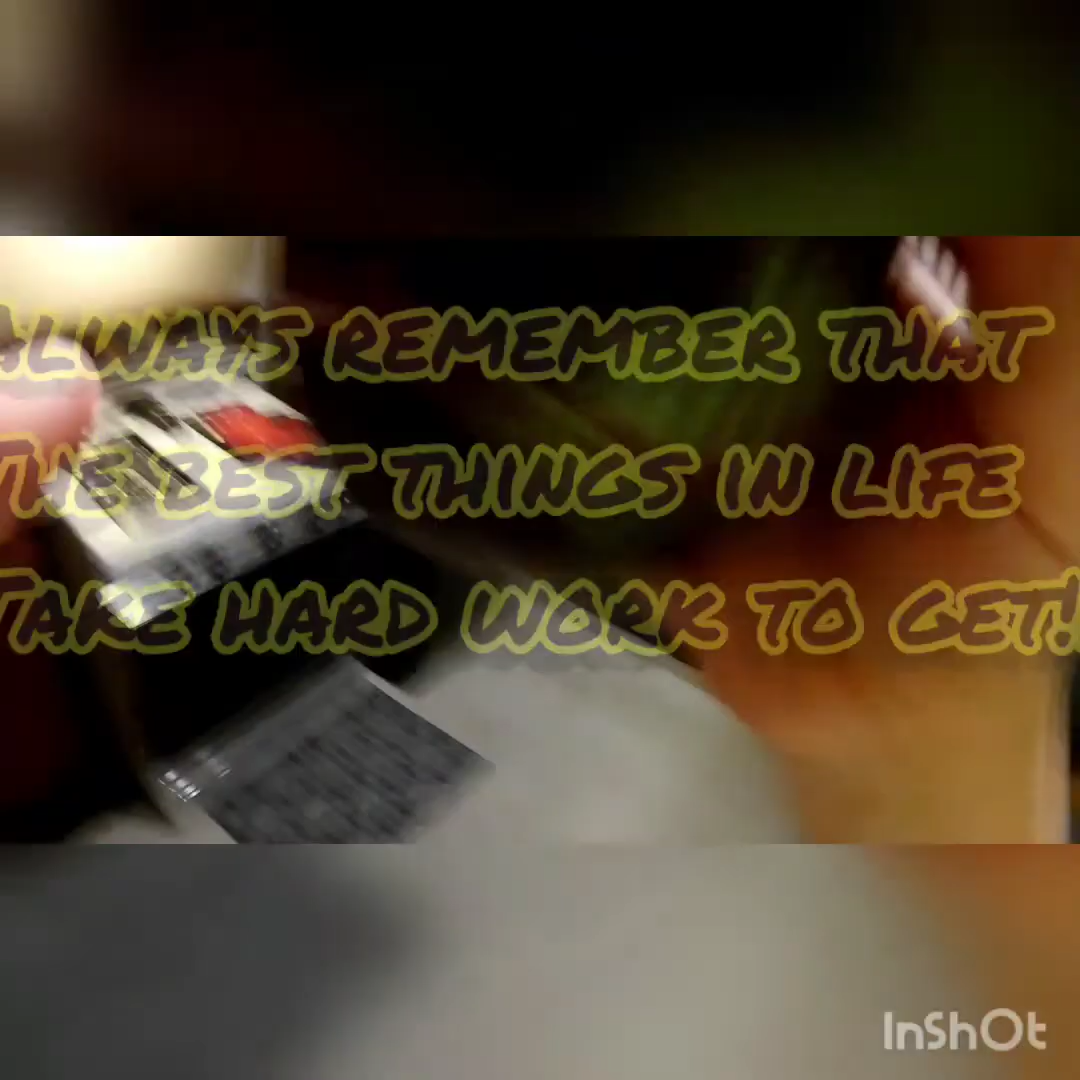 ALWAYS REMEMBER THAT
THE BEST THINGS IN LIFE
TAKE HARD WORK TO GET!
InShOt